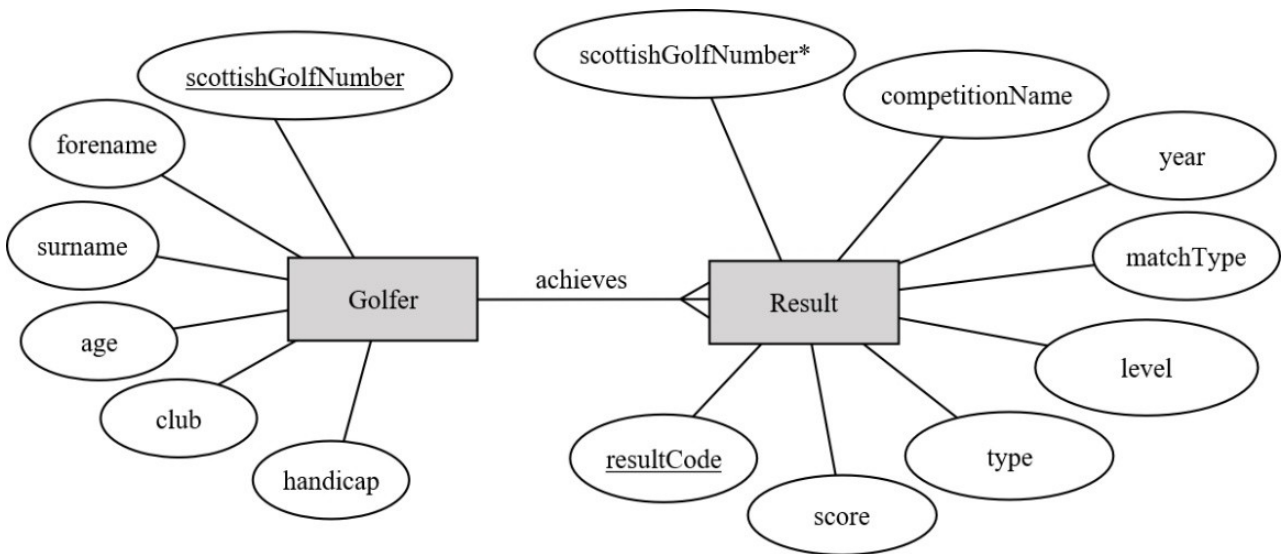 scottishGolfNumber
forename
surname
age
club
handicap
Golfer
achieves
scottishGolfNumber*
competitionName
year
matchType
level
type
score
resultCode
Result